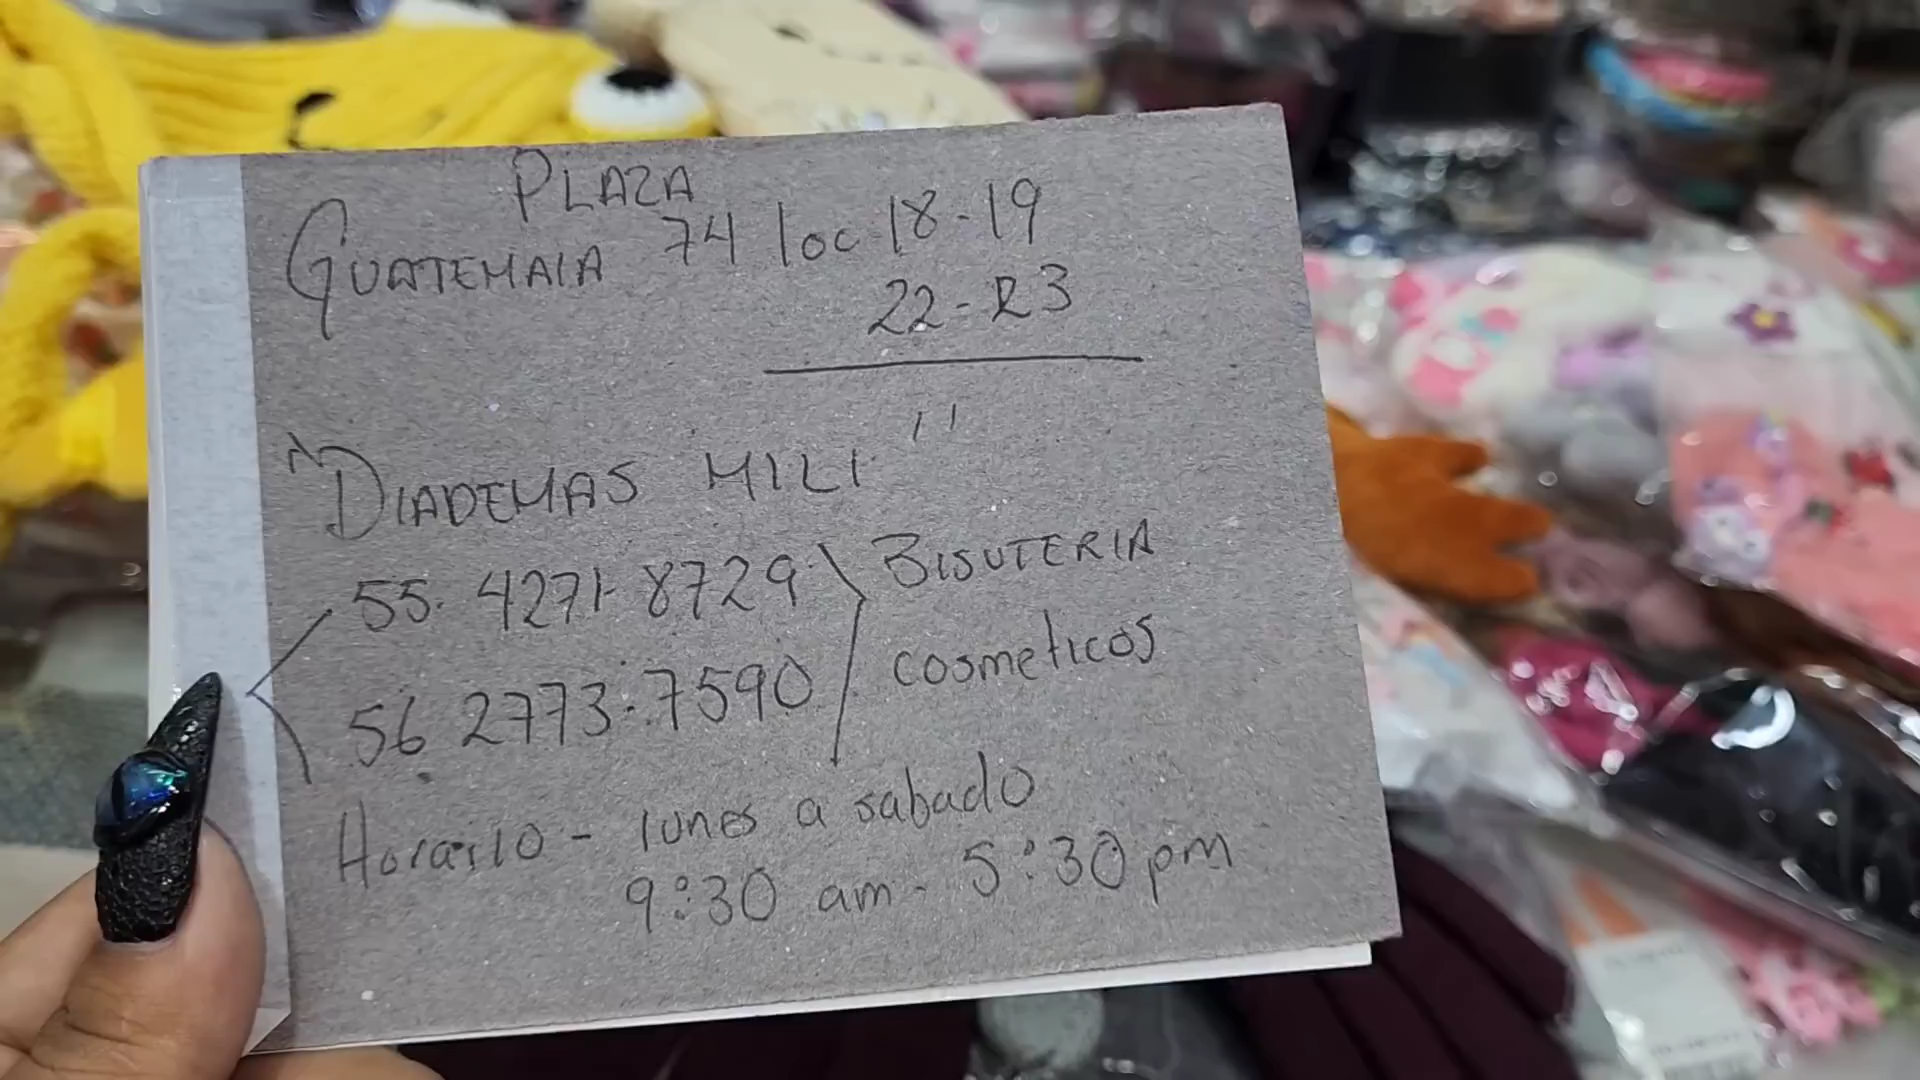 PLAZA
GUATEMALA 74 loc 18-19
22-23
"DIADEMAS MILI"
55. 4271-8729 BISUTERIA
56 2773-7590 cosmeticos
Horario - lunes a sabado
9:30 am - 5:30 pm